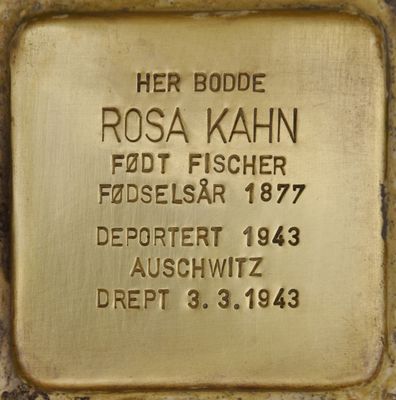 HER BODDE
ROSA KAHN
FØDT FISCHER
FØDSELSÅR 1877
DEPORTERT 1943
AUSCHWITZ
DREPT 3.3.1943